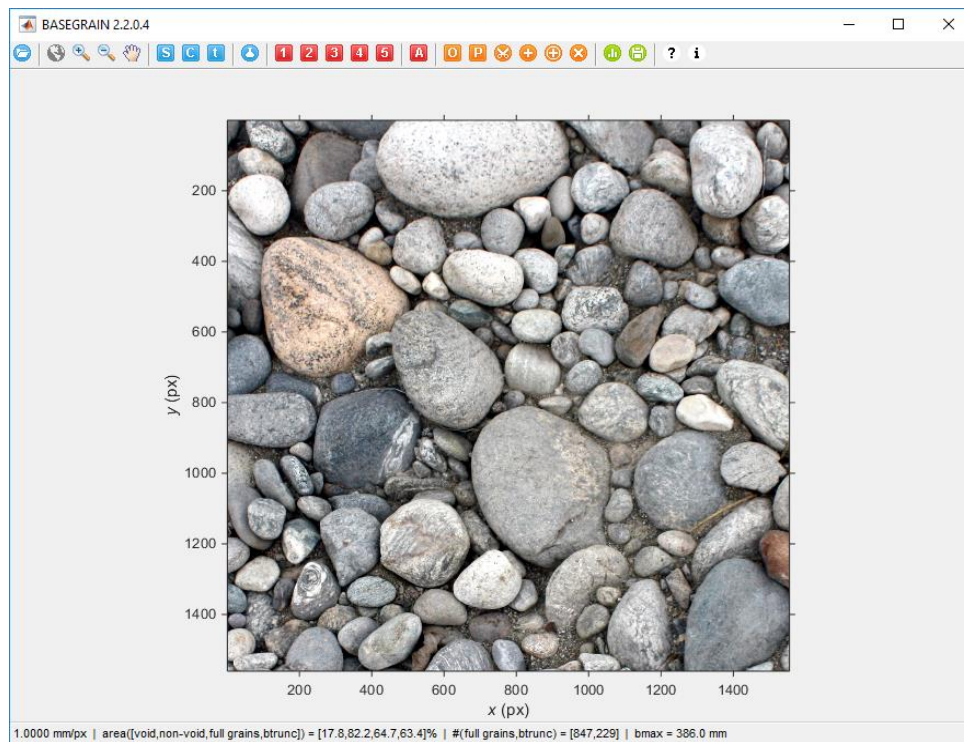 BASEGRAIN 2.2.0.4
S C t 1 2 3 4 5 A O P ? i
200
400
600
800
1000
1200
1400
y (px)
200 400 600 800 1000 1200 1400
x (px)
1.0000 mm/px | area([void,non-void,full grains,btrunc]) = [17.8,82.2,64.7,63.4]% | #(full grains,btrunc) = [847,229] | bmax = 386.0 mm